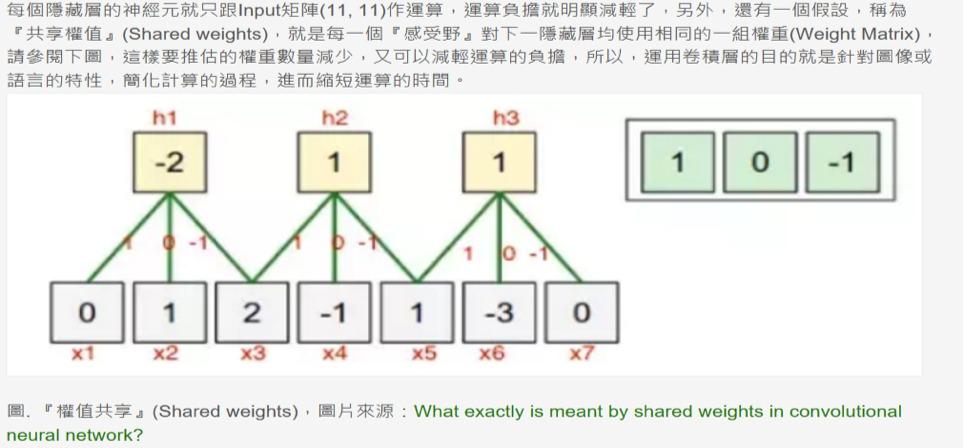 每個隱藏層的神經元就只跟Input矩陣(11, 11)作運算，運算負擔就明顯減輕了，另外，還有一個假設，稱為
『共享權值』(Shared weights)，就是每一個『感受野』對下一隱藏層均使用相同的一組權重(Weight Matrix)，
請參閱下圖，這樣要推估的權重數量減少，又可以減輕運算的負擔，所以，運用卷積層的目的就是針對圖像或
語言的特性，簡化計算的過程，進而縮短運算的時間。
h1 h2 h3
-2 1 1 1 0 -1
1 0 -1 1 0 -1 1 0 -1
0 1 2 -1 1 -3 0
x1 x2 x3 x4 x5 x6 x7
圖. 『權值共享』(Shared weights)，圖片來源：What exactly is meant by shared weights in convolutional
neural network?